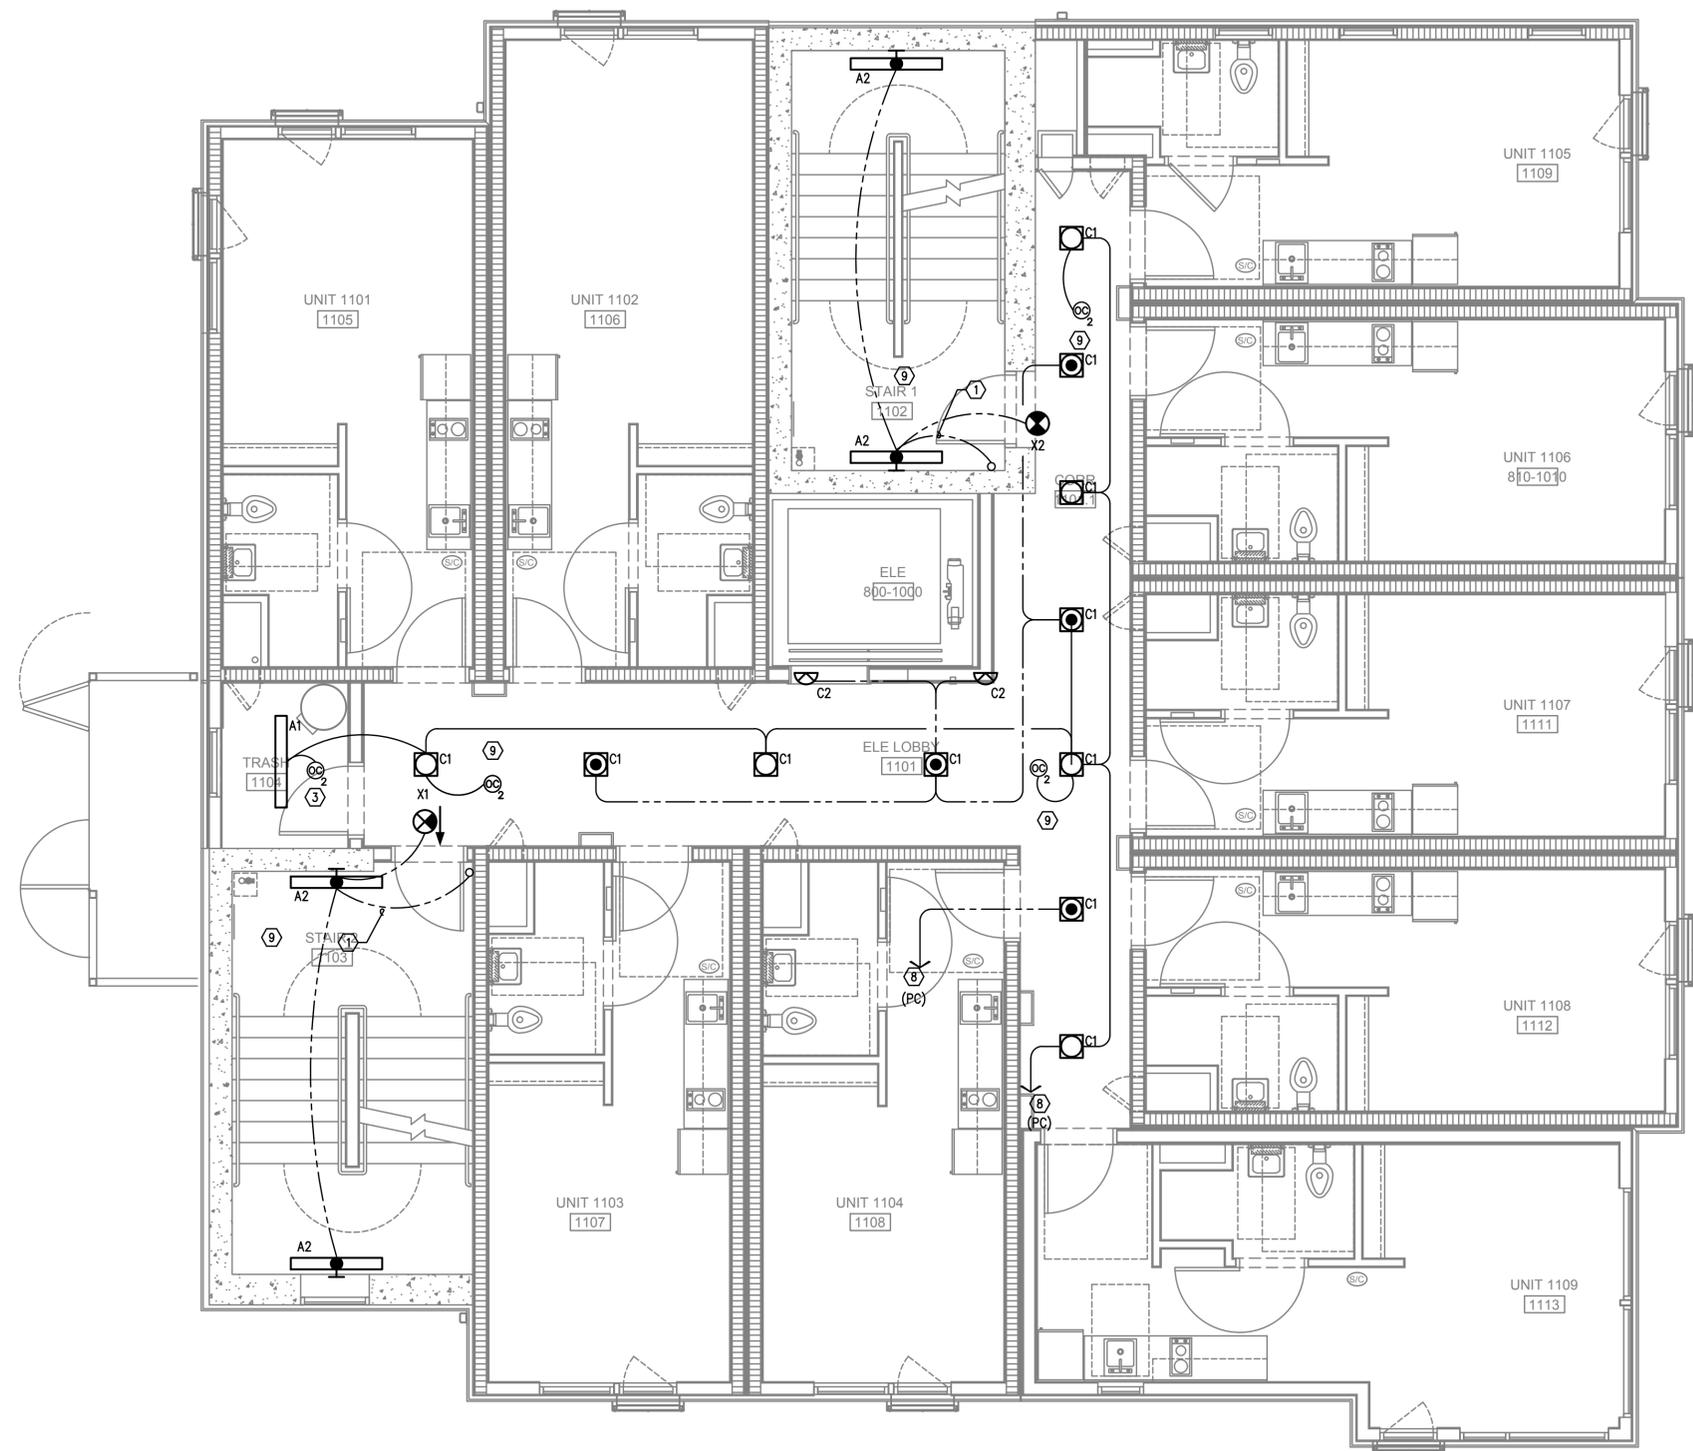 A2
UNIT 1105
1109
C1
S/C
UNIT 1101
1105
UNIT 1102
1106
OC
2
9
C1
9
1
STAIR 1
1102
A2
X2
UNIT 1106
810-1010
C1
S/C
S/C
S/C
ELE
800-1000
C1
C2
C2
UNIT 1107
1111
A1
TRASH
1104
OC
2
3
C1
9
OC
2
X1
C1
C1
ELE LOBBY
1101
C1
OC
2
C1
9
S/C
A2
9
STAIR 2
1103
1
S/C
S/C
S/C
C1
8
(PC)
UNIT 1108
1112
C1
8
(PC)
UNIT 1103
1107
UNIT 1104
1108
A2
S/C
UNIT 1109
1113